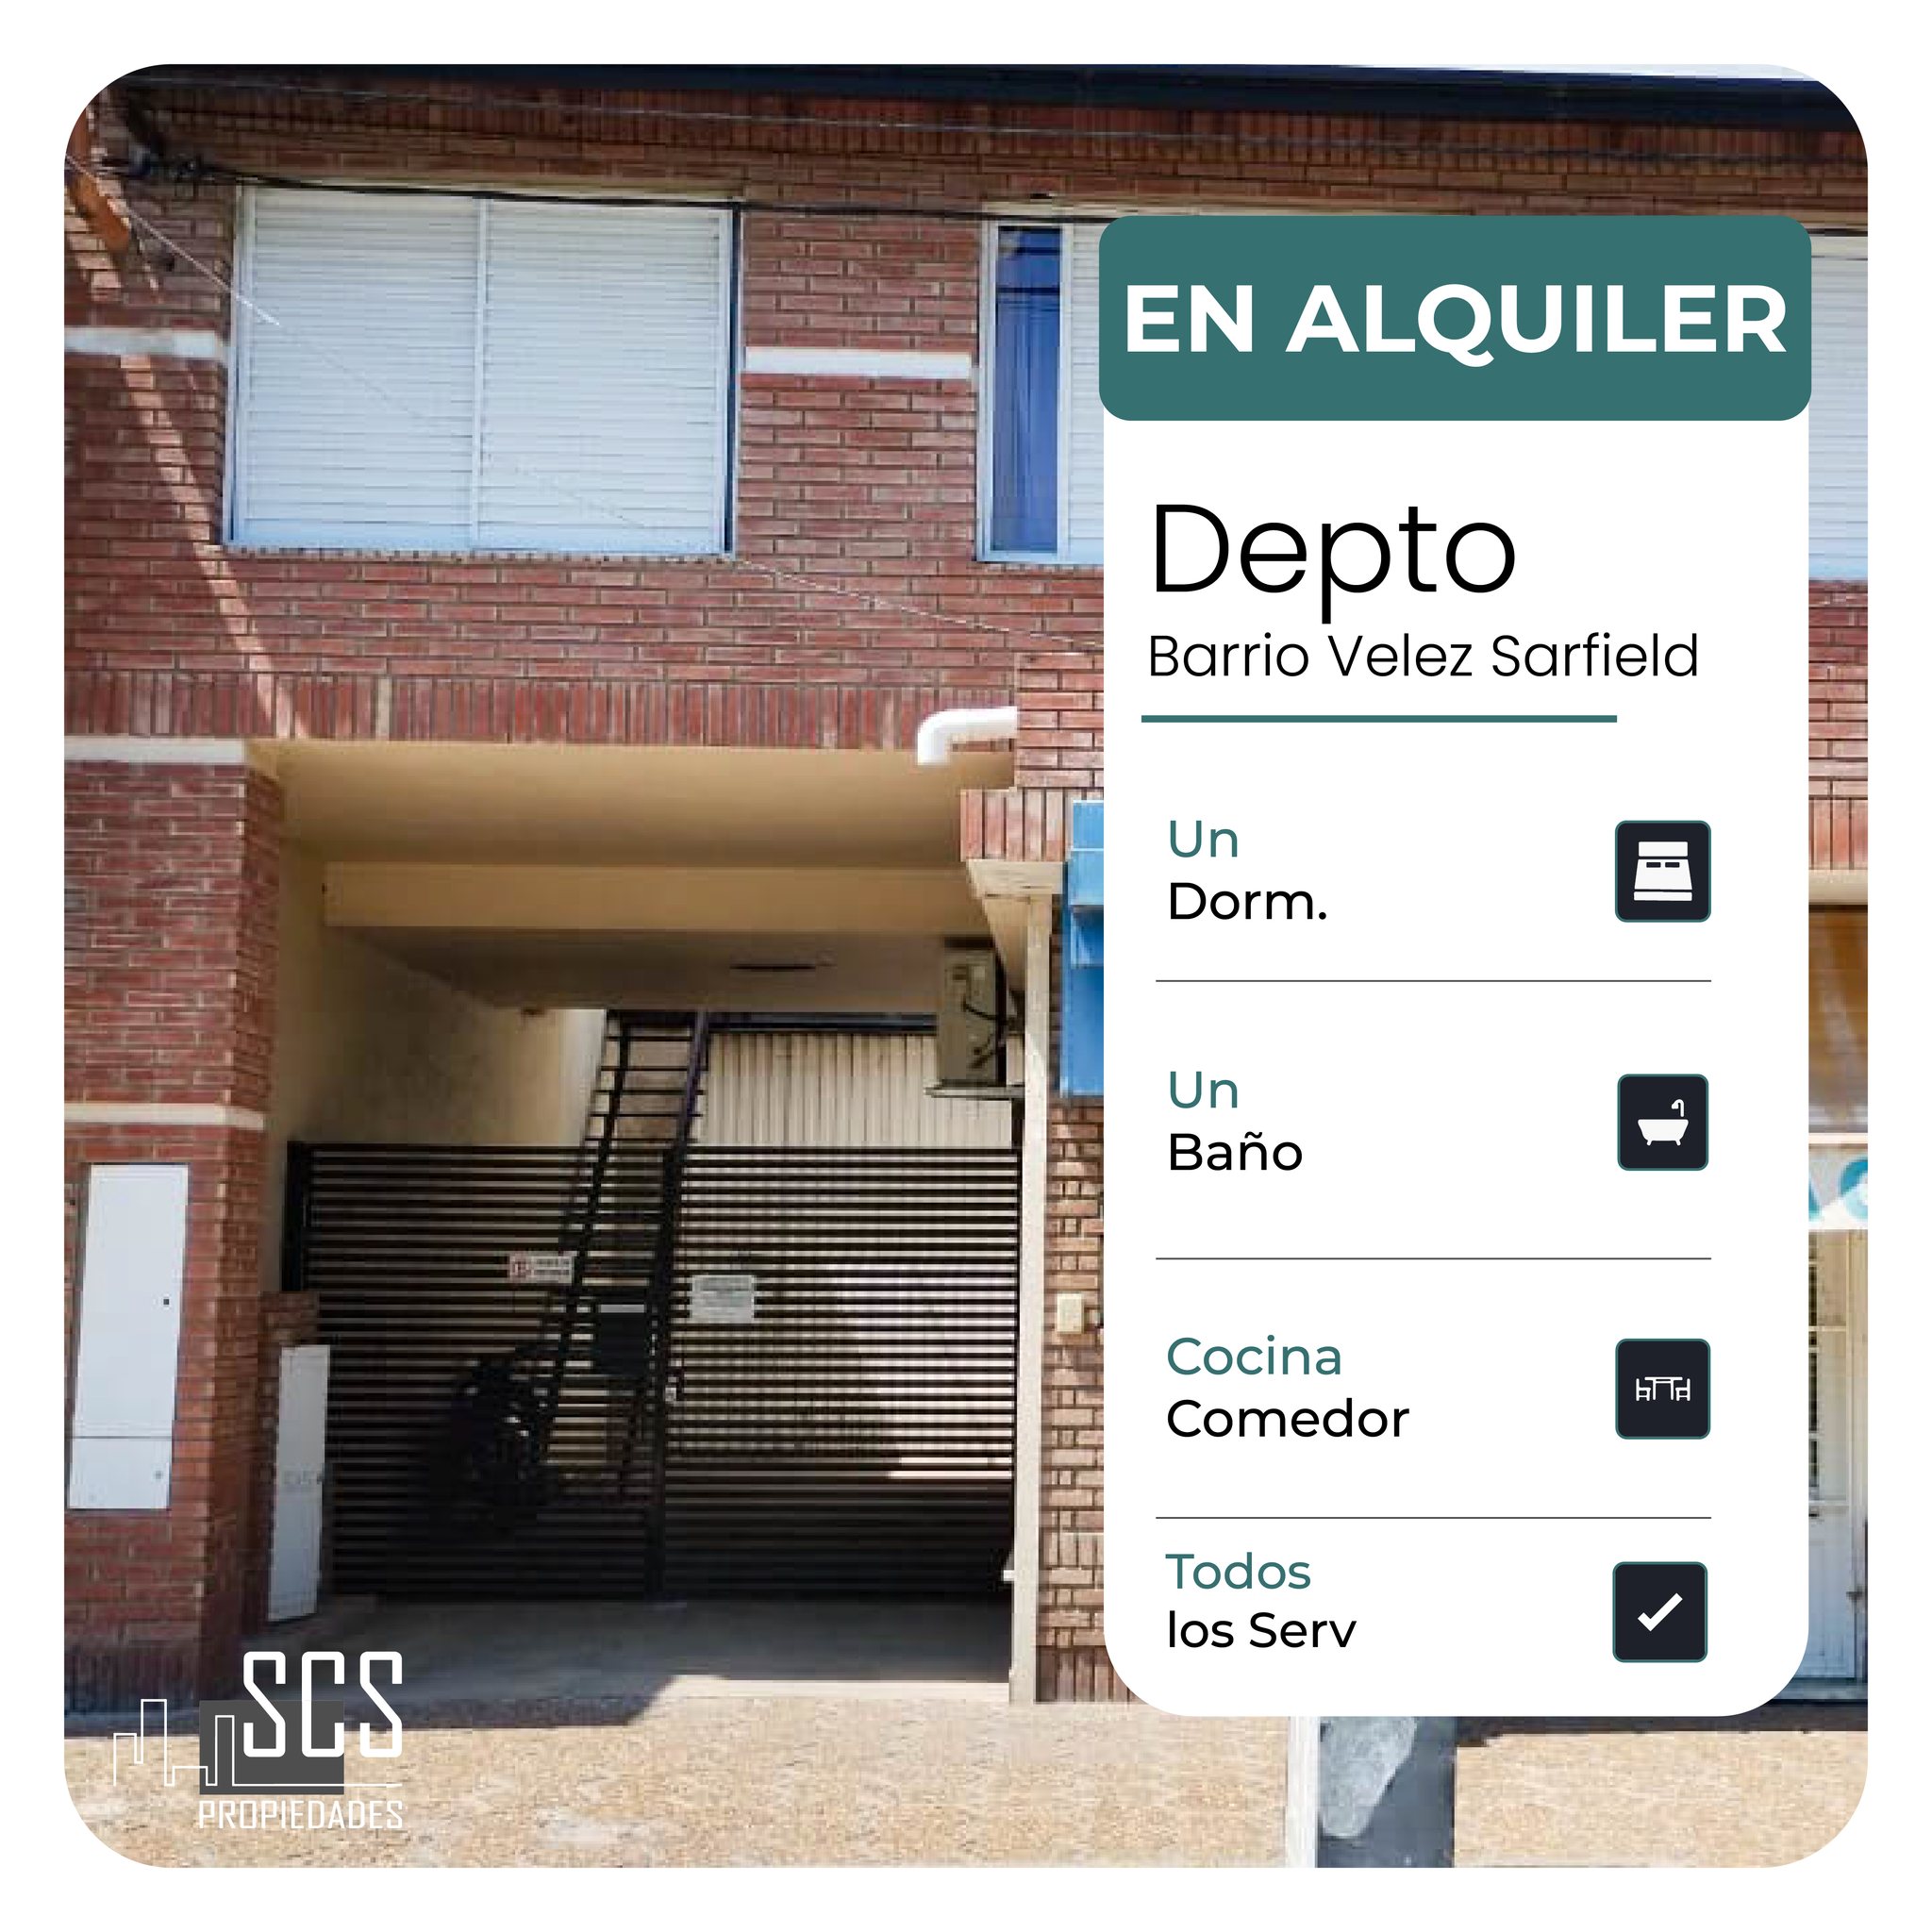 EN ALQUILER
Depto
Barrio Velez Sarfield
Un
Dorm.
Un
Baño
Cocina
Comedor
Todos
los Serv
SCS
PROPIEDADES